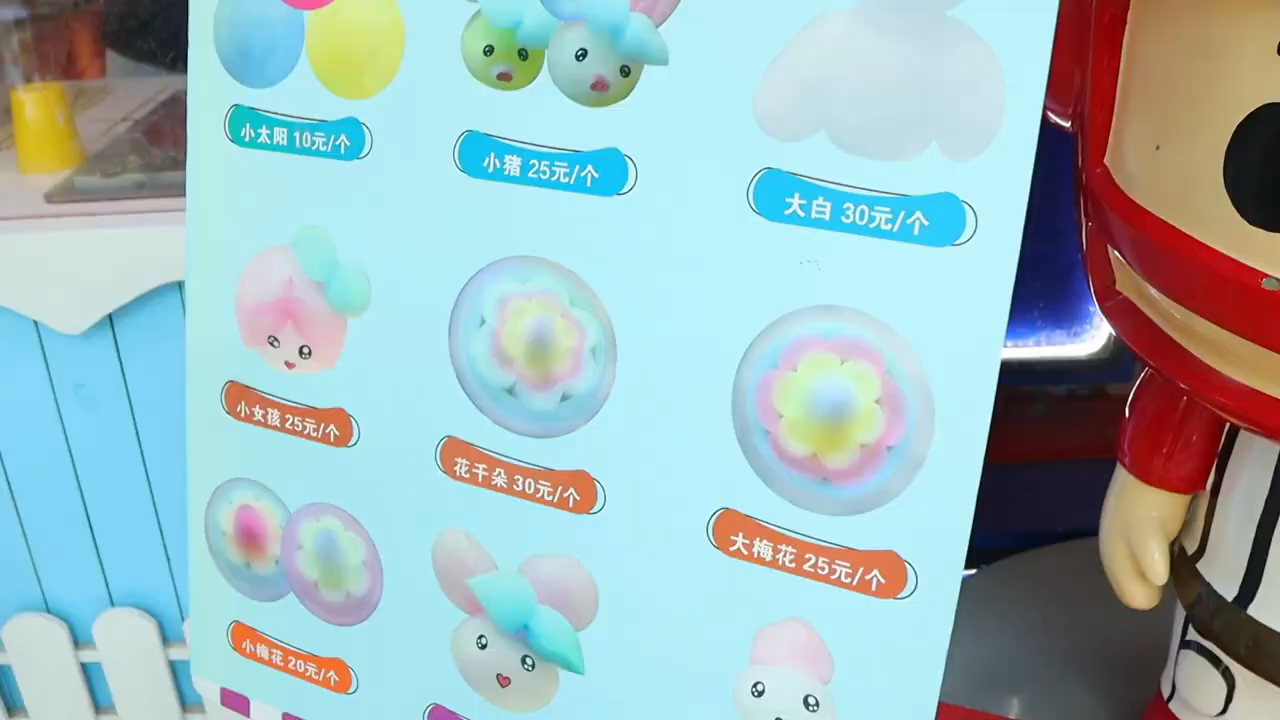 小太阳 10元/个
小猪 25元/个
大白 30元/个
小女孩 25元/个
花千朵 30元/个
大梅花 25元/个
小梅花 20元/个